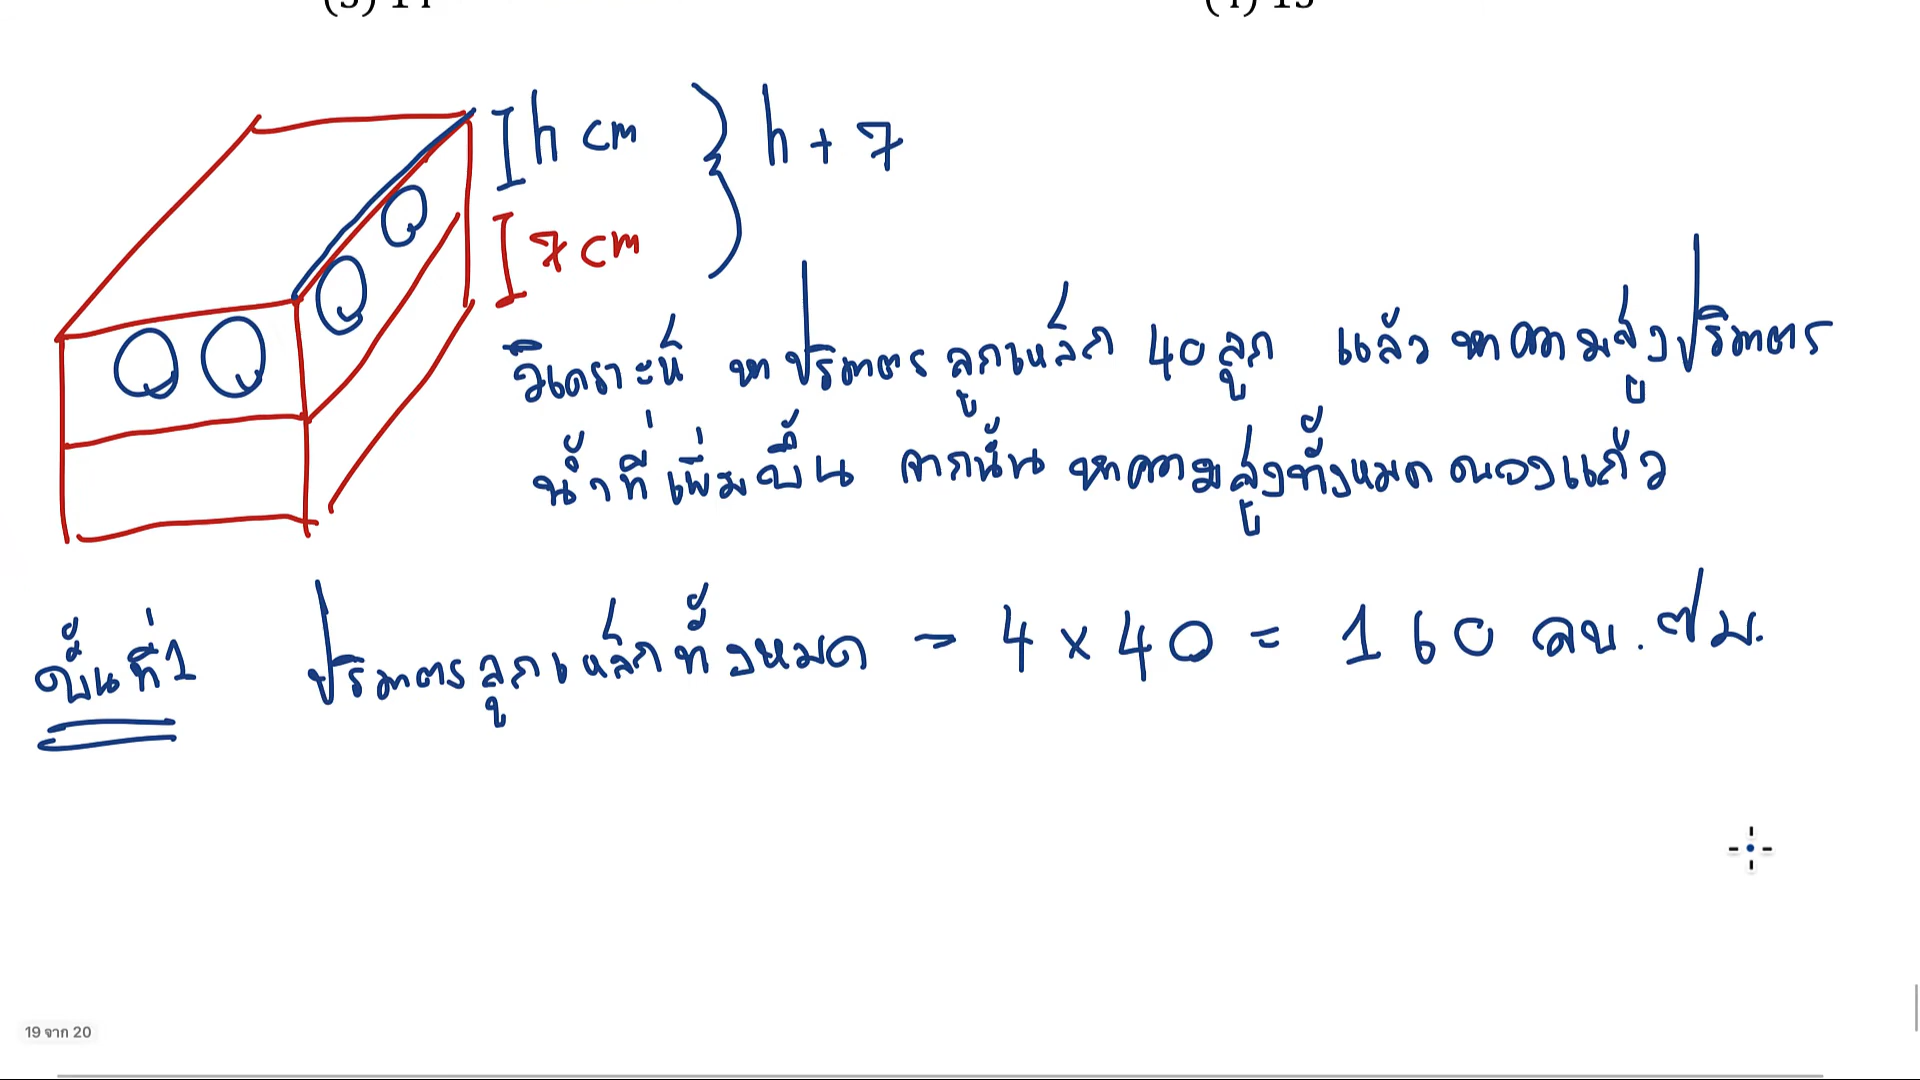 (3) 14
(4) 15
h cm
h + 7
7 cm
วิเคราะห์ หาปริมาตรลูกเหล็ก 40 ลูก แล้ว หาความสูงปริมาตร
น้ำที่เพิ่มขึ้น จากนั้น หาความสูงทั้งหมดของแก้ว
ขั้นที่1 ปริมาตรลูกเหล็กทั้งหมด = 4 × 40 = 160 ลบ.ซม.
19 จาก 20